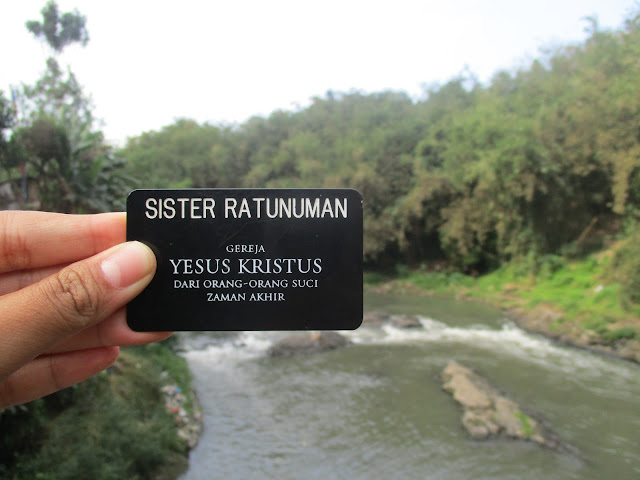 SISTER RATUNUMAN
GEREJA
YESUS KRISTUS
DARI ORANG-ORANG SUCI
ZAMAN AKHIR